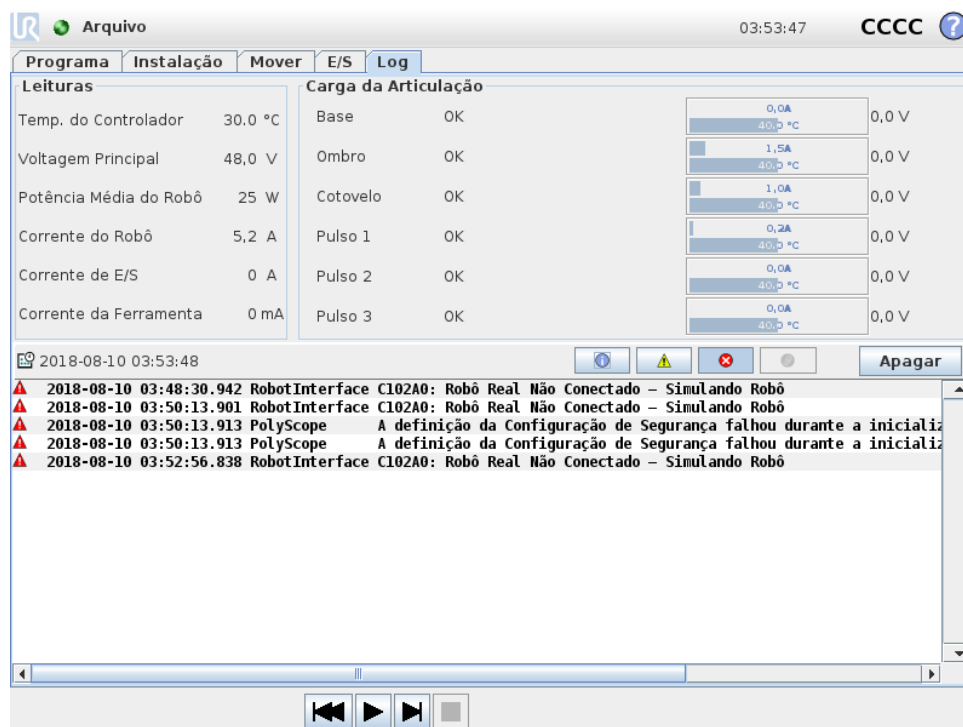 UR Arquivo 03:53:47 CCCC ?
Programa Instalação Mover E/S Log
Leituras
Temp. do Controlador 30.0 °C
Voltagem Principal 48,0 V
Potência Média do Robô 25 W
Corrente do Robô 5,2 A
Corrente de E/S 0 A
Corrente da Ferramenta 0 mA
Carga da Articulação
Base OK 0,0A 40,0 °C 0,0 V
Ombro OK 1,5A 40,0 °C 0,0 V
Cotovelo OK 1,0A 40,0 °C 0,0 V
Pulso 1 OK 0,2A 40,0 °C 0,0 V
Pulso 2 OK 0,0A 40,0 °C 0,0 V
Pulso 3 OK 0,0A 40,0 °C 0,0 V
2018-08-10 03:53:48 Apagar
2018-08-10 03:48:30.942 RobotInterface C102A0: Robô Real Não Conectado – Simulando Robô
2018-08-10 03:50:13.901 RobotInterface C102A0: Robô Real Não Conectado – Simulando Robô
2018-08-10 03:50:13.913 PolyScope A definição da Configuração de Segurança falhou durante a inicializ
2018-08-10 03:50:13.913 PolyScope A definição da Configuração de Segurança falhou durante a inicializ
2018-08-10 03:52:56.838 RobotInterface C102A0: Robô Real Não Conectado – Simulando Robô